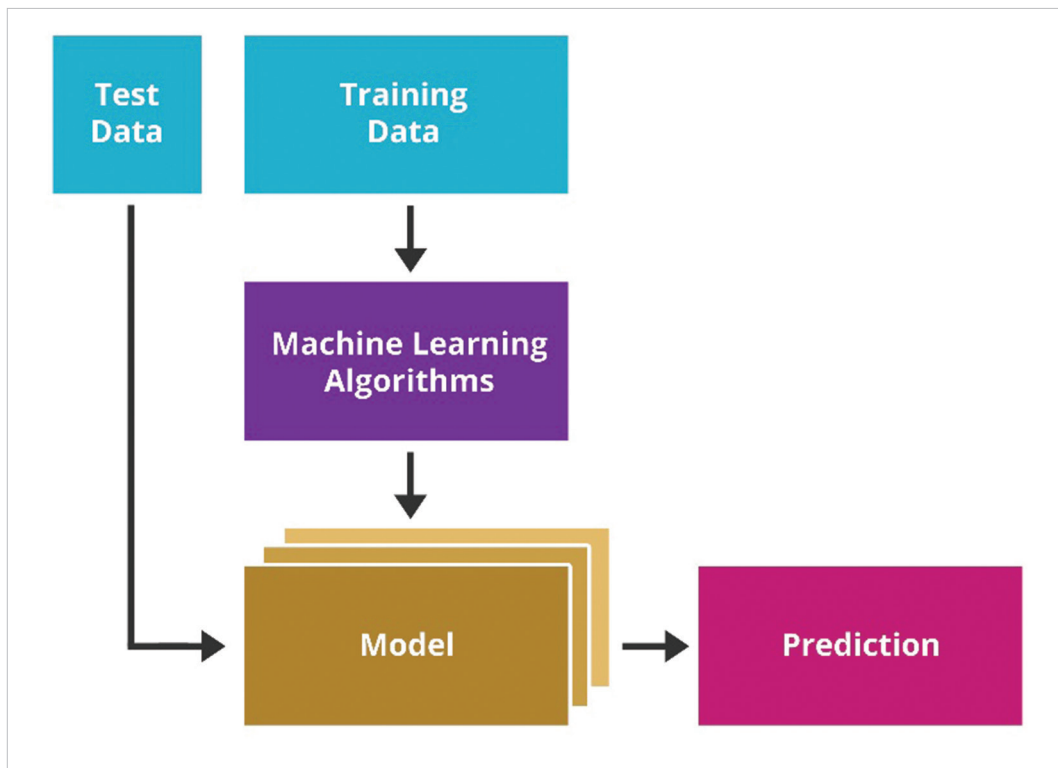 Test
Data
Training
Data
Machine Learning
Algorithms
Model
Prediction